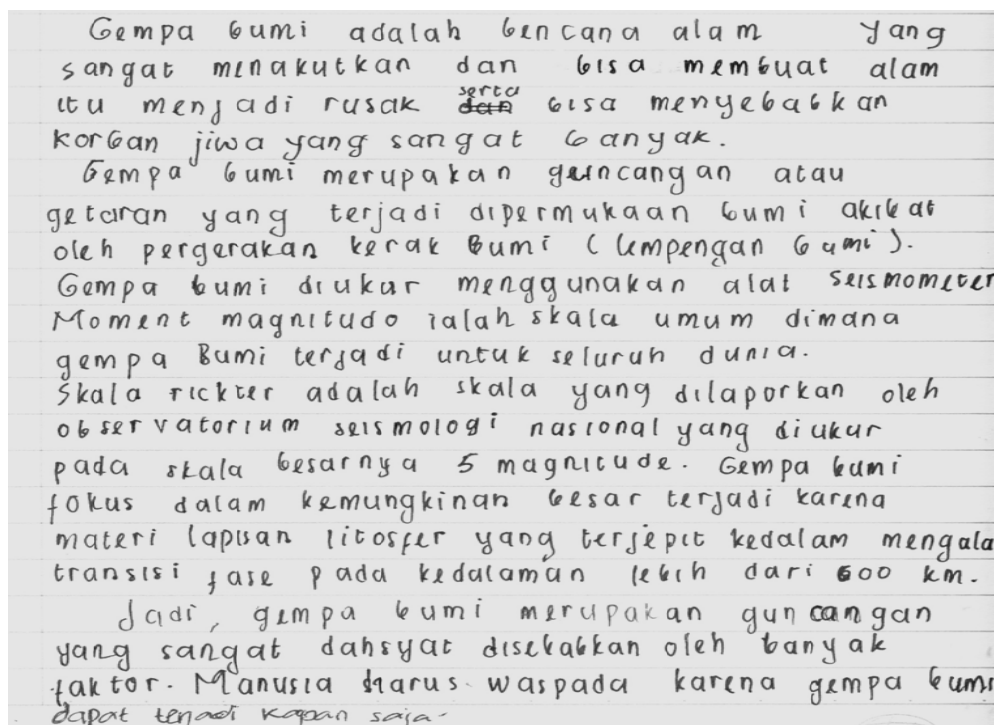 Gempa bumi adalah bencana alam yang
sangat menakutkan dan bisa membuat alam
itu menjadi rusak serta dan bisa menyebabkan
korban jiwa yang sangat banyak.
Gempa bumi merupakan guincangan atau
getaran yang terjadi dipermukaan bumi akibat
oleh pergerakan kerak Bumi (lempengan bumi).
Gempa bumi diukur menggunakan alat seismometer
Moment magnitudo ialah skala umum dimana
gempa Bumi terjadi untuk seluruh dunia.
Skala rickter adalah skala yang dilaporkan oleh
observatorium seismologi nasional yang diukur
pada skala besarnya 5 magnitude. Gempa bumi
fokus dalam kemungkinan besar terjadi karena
materi lapisan litosfer yang terjepit kedalam mengala
transisi fase pada kedalaman lebih dari 600 km.
Jadi, gempa bumi merupakan guncangan
yang sangat dahsyat disebabkan oleh banyak
faktor. Manusia harus waspada karena gempa bumi
dapat terjadi kapan saja.